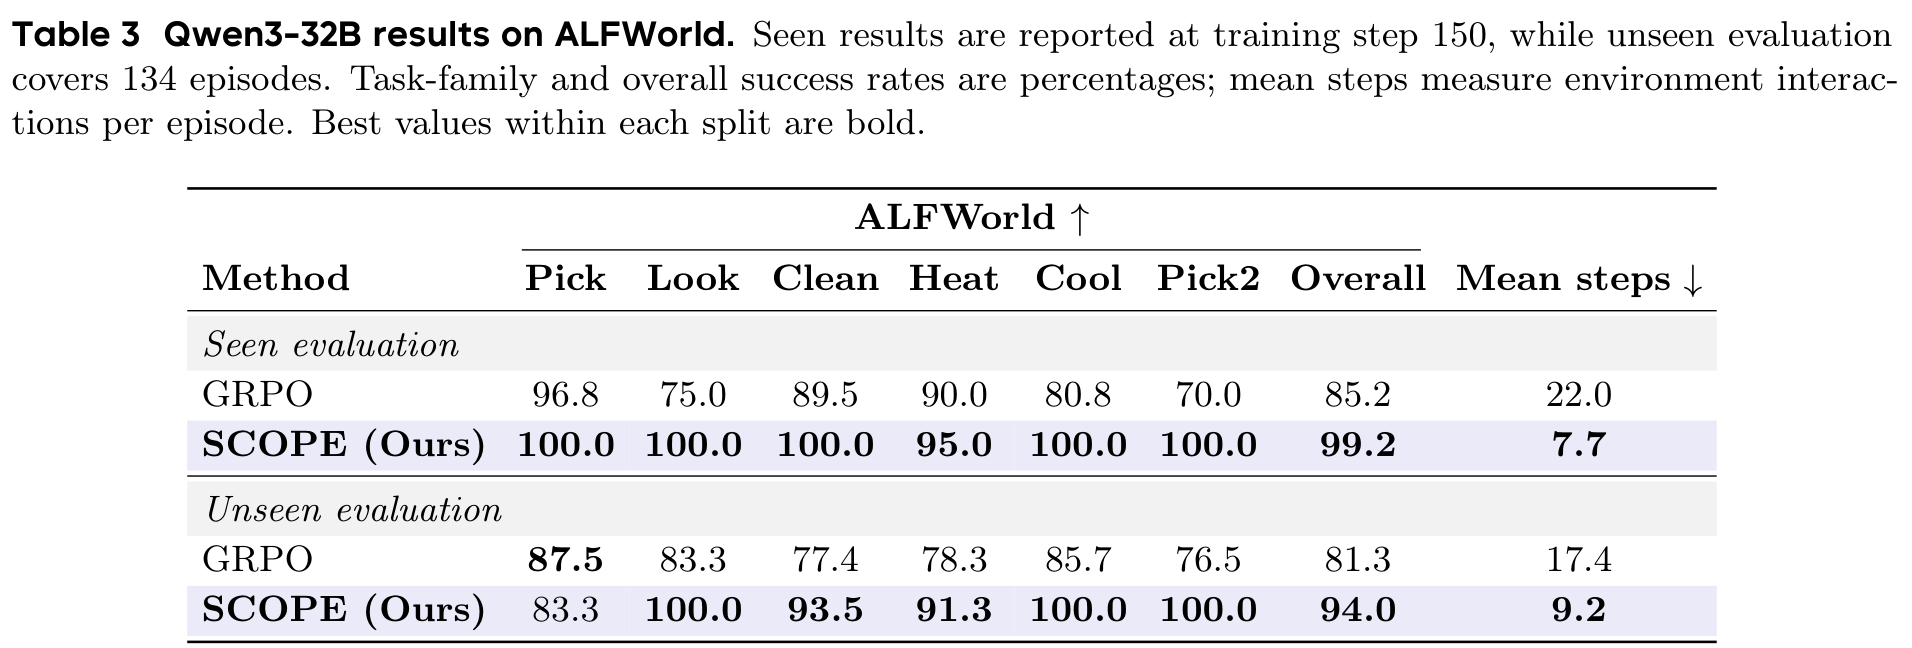 Table 3 Qwen3-32B results on ALFWorld. Seen results are reported at training step 150, while unseen evaluation
covers 134 episodes. Task-family and overall success rates are percentages; mean steps measure environment interac-
tions per episode. Best values within each split are bold.
ALFWorld ↑
Method Pick Look Clean Heat Cool Pick2 Overall Mean steps ↓
Seen evaluation
GRPO 96.8 75.0 89.5 90.0 80.8 70.0 85.2 22.0
SCOPE (Ours) 100.0 100.0 100.0 95.0 100.0 100.0 99.2 7.7
Unseen evaluation
GRPO 87.5 83.3 77.4 78.3 85.7 76.5 81.3 17.4
SCOPE (Ours) 83.3 100.0 93.5 91.3 100.0 100.0 94.0 9.2